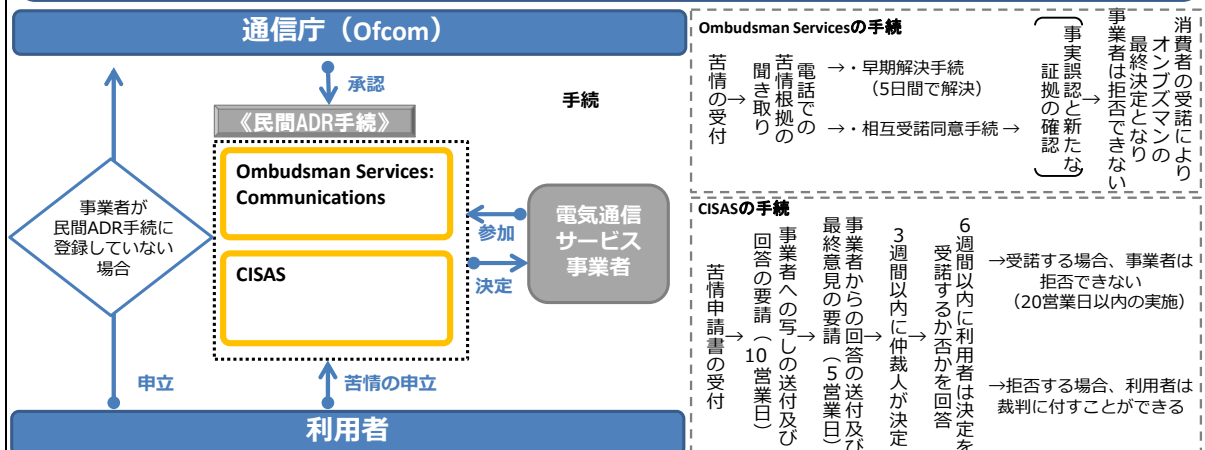 通信庁（Ofcom）
承認
手続
《民間ADR手続》
Ombudsman Services:
Communications
CISAS
事業者が
民間ADR手続に
登録していない
場合
参加
決定
電気通信
サービス
事業者
申立
苦情の申立
利用者
Ombudsman Servicesの手続
苦情の受付
→
電話での
苦情根拠の
聞き取り
→・早期解決手続
（5日間で解決）
→・相互受諾同意手続→
事実誤認と新たな
証拠の確認
→
消費者の受諾により
オンブズマンの
最終決定となり
事業者は拒否できない
CISASの手続
苦情申請書の受付
→
事業者への写しの送付及び
回答の要請（10営業日）
→
事業者からの回答の送付及び
最終意見の要請（5営業日）
→
3週間以内に仲裁人が決定
→
6週間以内に利用者は決定を
受諾するか否かを回答
→受諾する場合、事業者は
拒否できない
（20営業日以内の実施）
→拒否する場合、利用者は
裁判に付すことができる